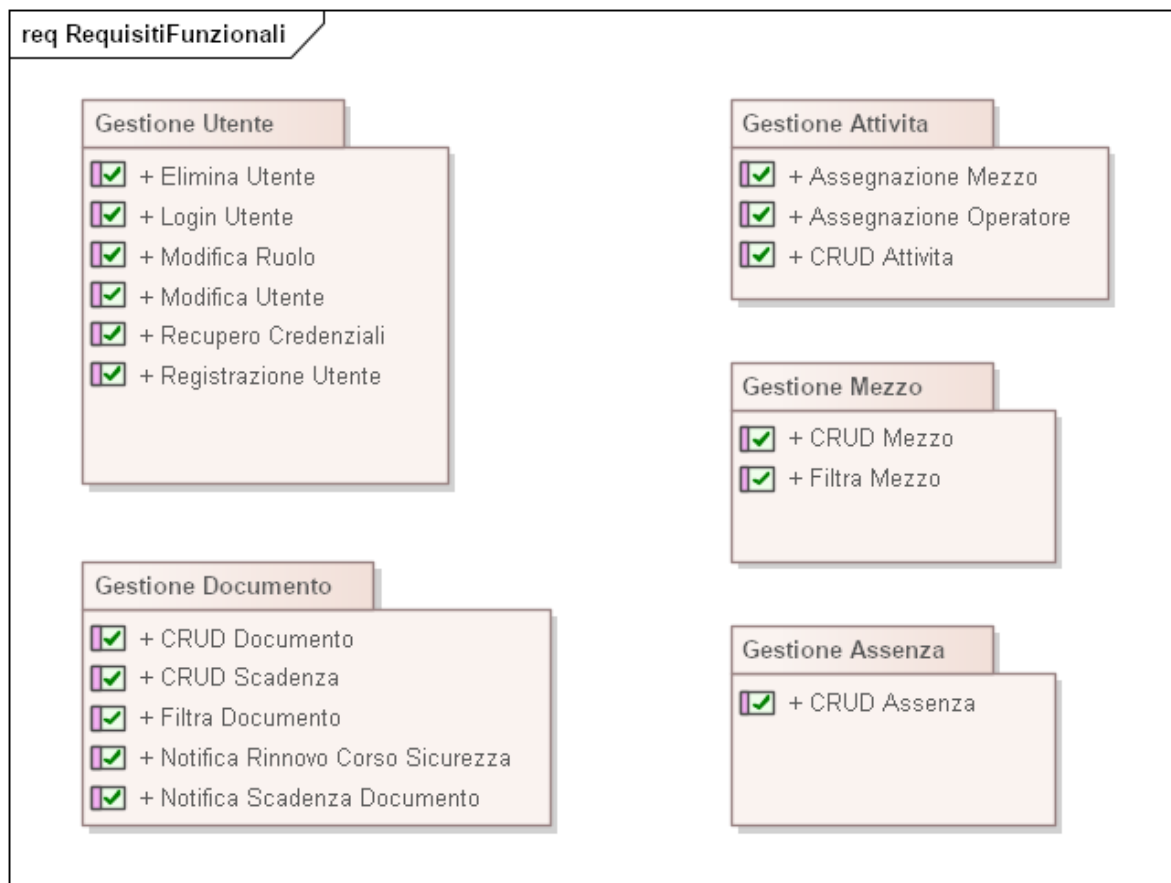 req RequisitiFunzionali
Gestione Utente
+ Elimina Utente
+ Login Utente
+ Modifica Ruolo
+ Modifica Utente
+ Recupero Credenziali
+ Registrazione Utente
Gestione Documento
+ CRUD Documento
+ CRUD Scadenza
+ Filtra Documento
+ Notifica Rinnovo Corso Sicurezza
+ Notifica Scadenza Documento
Gestione Attivita
+ Assegnazione Mezzo
+ Assegnazione Operatore
+ CRUD Attivita
Gestione Mezzo
+ CRUD Mezzo
+ Filtra Mezzo
Gestione Assenza
+ CRUD Assenza